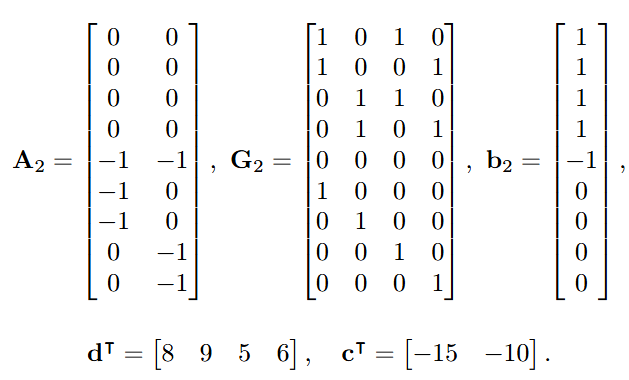 A₂ = [0 0; 0 0; 0 0; 0 0; −1 −1; −1 0; −1 0; 0 −1; 0 −1], G₂ = [1 0 1 0; 1 0 0 1; 0 1 1 0; 0 1 0 1; 0 0 0 0; 1 0 0 0; 0 1 0 0; 0 0 1 0; 0 0 0 1], b₂ = [1; 1; 1; 1; −1; 0; 0; 0; 0],
d⊺ = [8 9 5 6], c⊺ = [−15 −10].